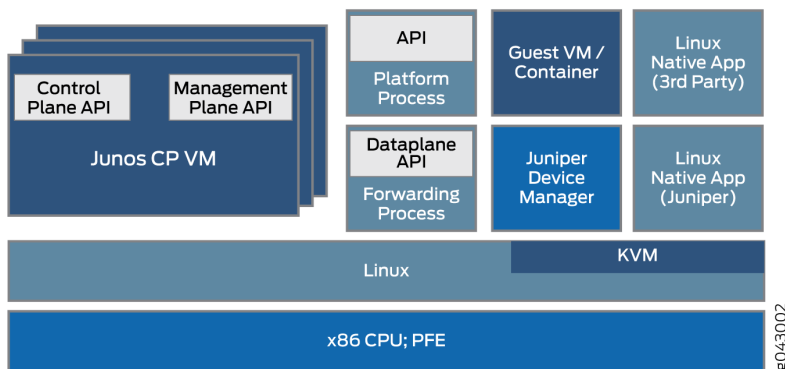 Control
Plane API
Management
Plane API
Junos CP VM
API
Platform
Process
Guest VM /
Container
Linux
Native App
(3rd Party)
Dataplane
API
Forwarding
Process
Juniper
Device
Manager
Linux
Native App
(Juniper)
Linux
KVM
x86 CPU; PFE
g043002